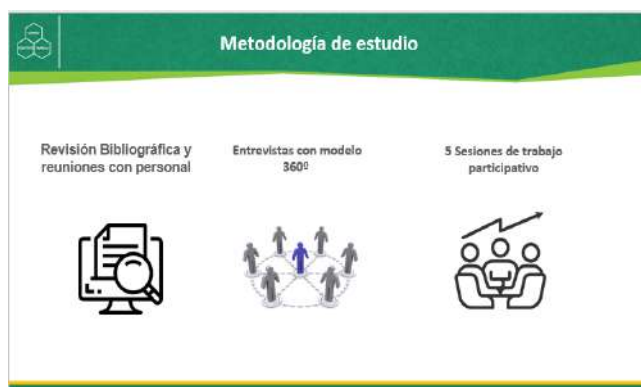 Metodología de estudio
Revisión Bibliográfica y
reuniones con personal
Entrevistas con modelo
360º
5 Sesiones de trabajo
participativo